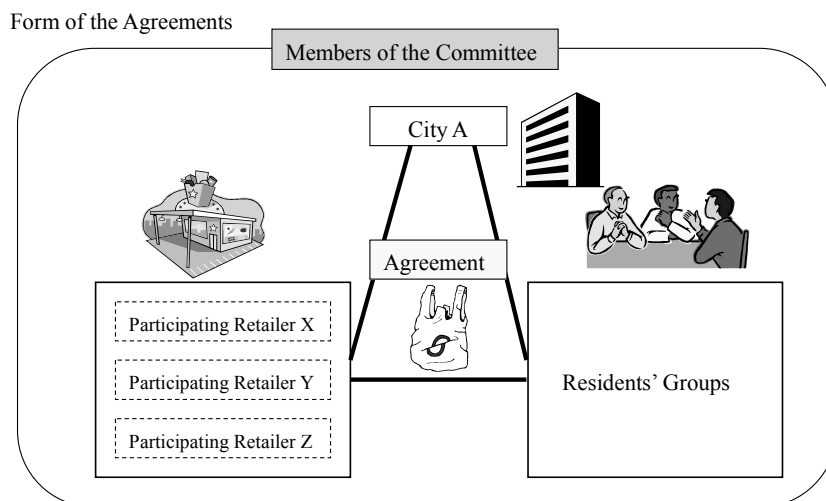 Form of the Agreements
Members of the Committee
City A
Agreement
Participating Retailer X
Participating Retailer Y
Participating Retailer Z
Residents’ Groups